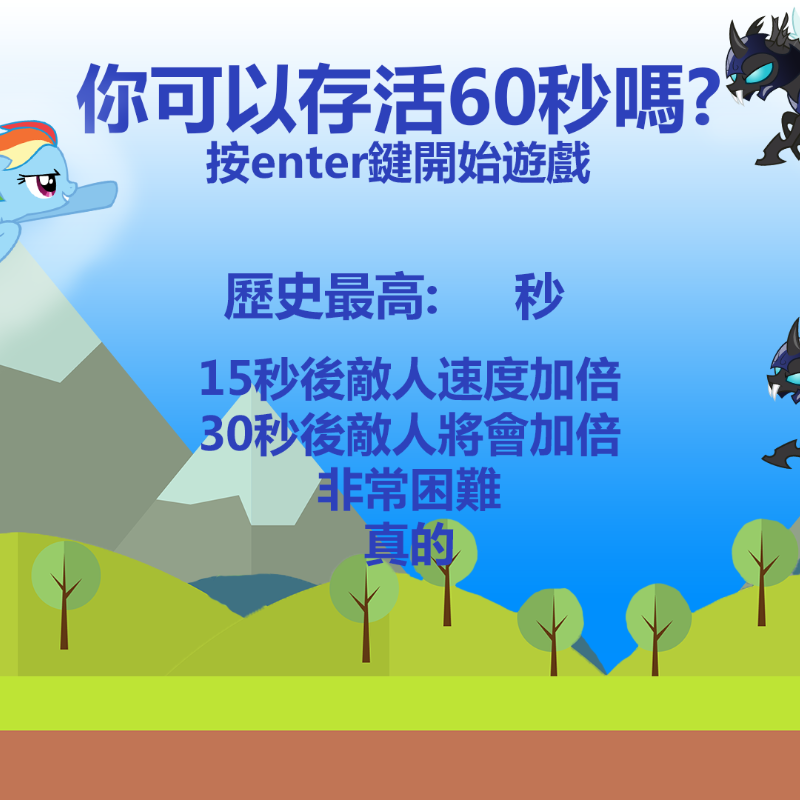 你可以存活60秒嗎?
按enter鍵開始遊戲
歷史最高: 秒
15秒後敵人速度加倍
30秒後敵人將會加倍
非常困難
真的